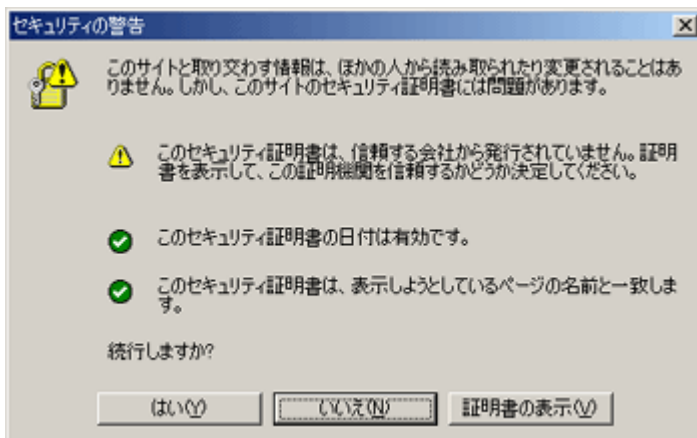 セキュリティの警告
このサイトと取り交わす情報は、ほかの人から読み取られたり変更されることはあ
りません。しかし、このサイトのセキュリティ証明書には問題があります。
このセキュリティ証明書は、信頼する会社から発行されていません。証明
書を表示して、この証明機関を信頼するかどうか決定してください。
このセキュリティ証明書の日付は有効です。
このセキュリティ証明書は、表示しようとしているページの名前と一致しま
す。
続行しますか?
はい(Y) いいえ(N) 証明書の表示(V)